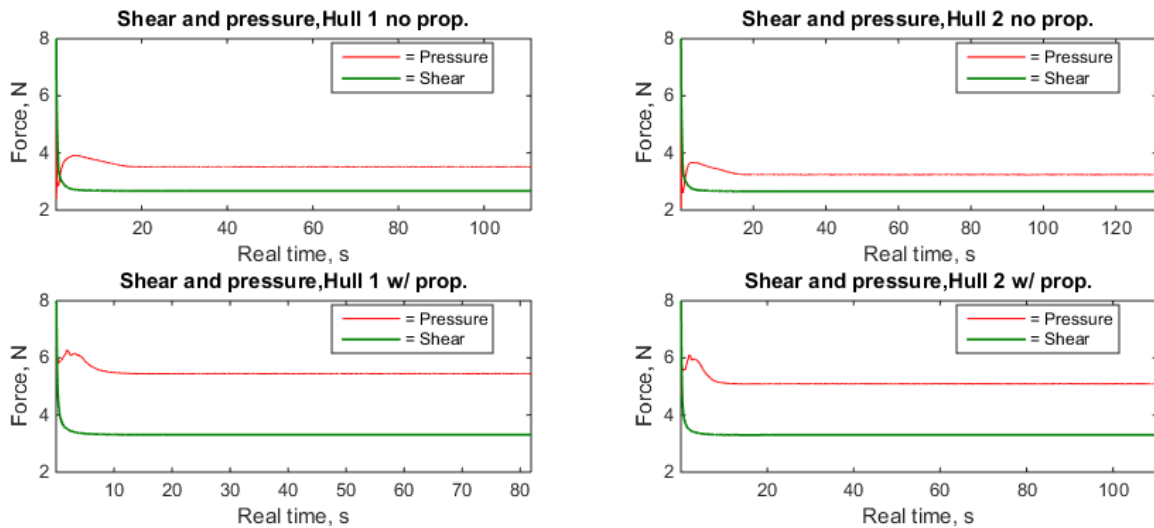 Shear and pressure,Hull 1 no prop.
Force, N
8
6
4
2
= Pressure
= Shear
20 40 60 80 100
Real time, s
Shear and pressure,Hull 2 no prop.
Force, N
8
6
4
2
= Pressure
= Shear
20 40 60 80 100 120
Real time, s
Shear and pressure,Hull 1 w/ prop.
Force, N
8
6
4
2
= Pressure
= Shear
10 20 30 40 50 60 70 80
Real time, s
Shear and pressure,Hull 2 w/ prop.
Force, N
8
6
4
2
= Pressure
= Shear
20 40 60 80 100
Real time, s